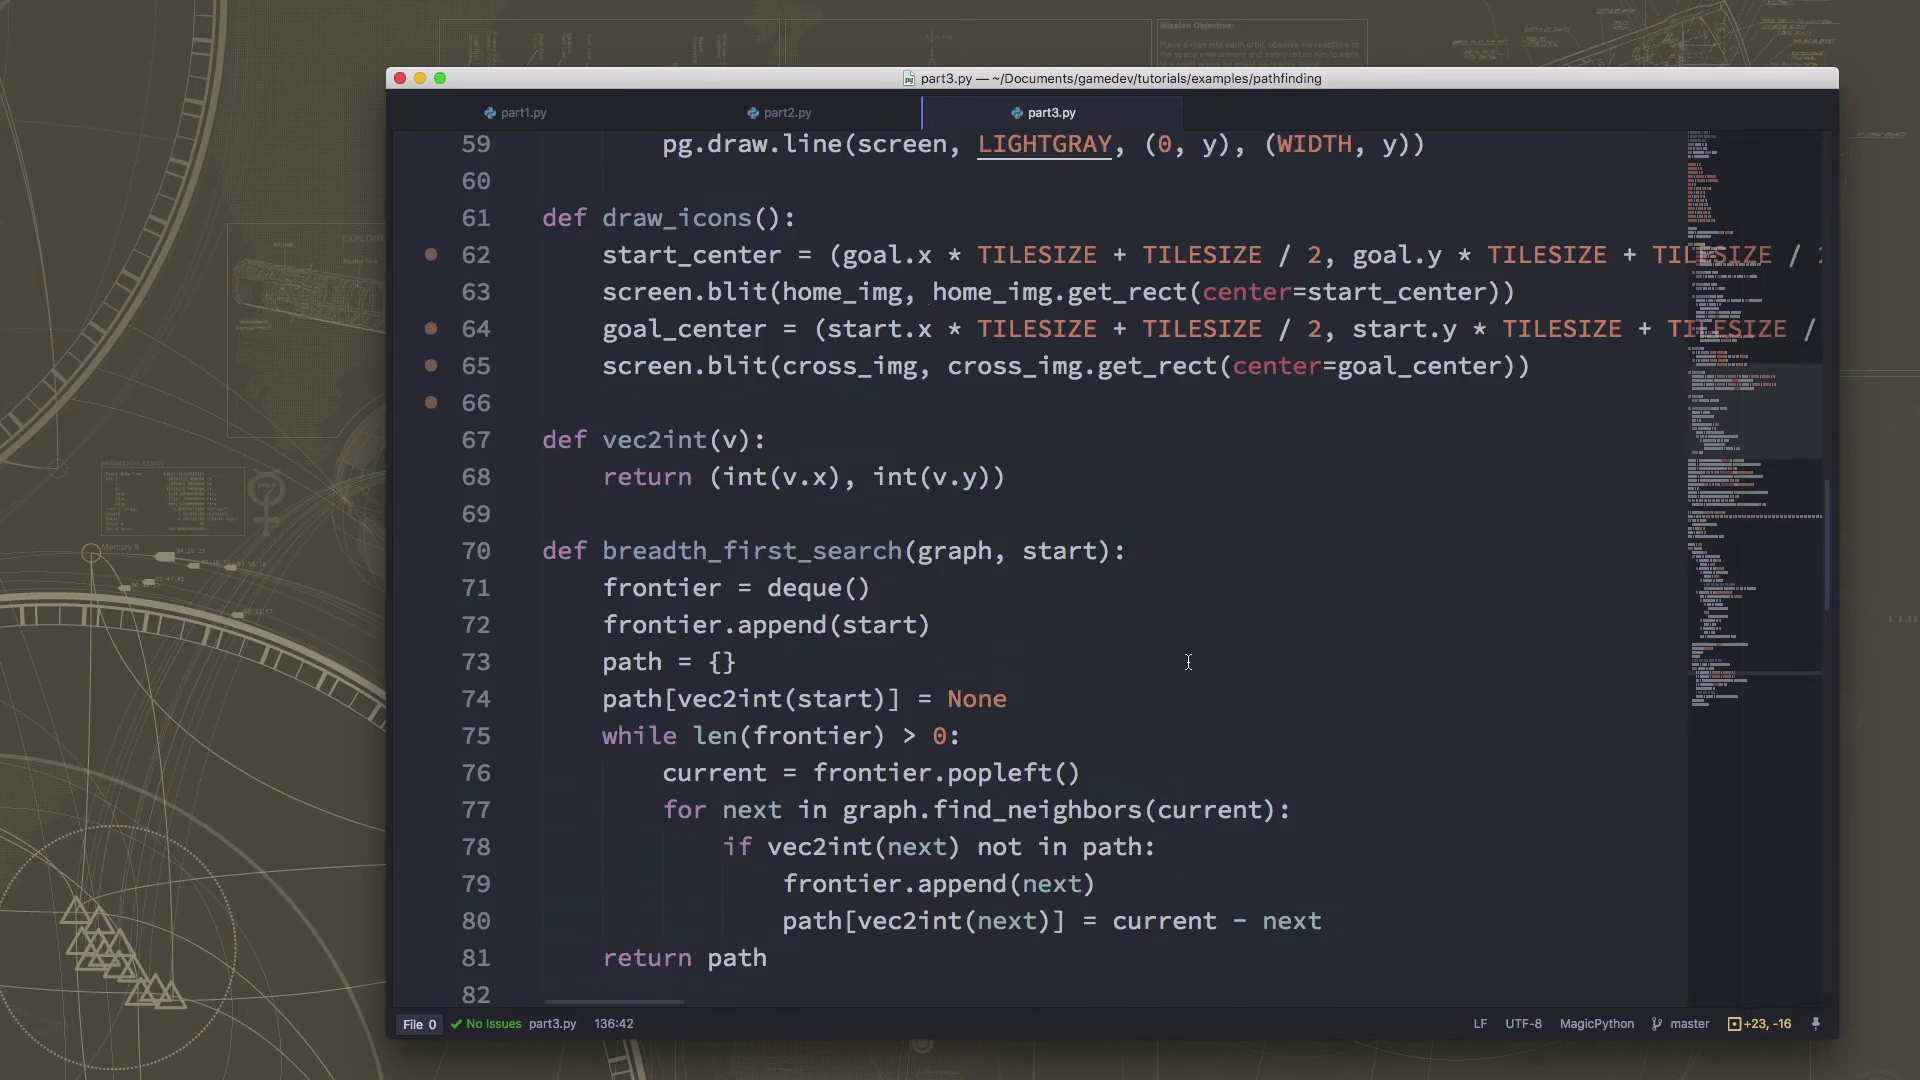 Mission Objective:
part3.py — ~/Documents/gamedev/tutorials/examples/pathfinding
part1.py
part2.py
part3.py
59 pg.draw.line(screen, LIGHTGRAY, (0, y), (WIDTH, y))
60
61 def draw_icons():
62 start_center = (goal.x * TILESIZE + TILESIZE / 2, goal.y * TILESIZE + TILESIZE / 2
63 screen.blit(home_img, home_img.get_rect(center=start_center))
64 goal_center = (start.x * TILESIZE + TILESIZE / 2, start.y * TILESIZE + TILESIZE /
65 screen.blit(cross_img, cross_img.get_rect(center=goal_center))
66
67 def vec2int(v):
68 return (int(v.x), int(v.y))
69
70 def breadth_first_search(graph, start):
71 frontier = deque()
72 frontier.append(start)
73 path = {}
74 path[vec2int(start)] = None
75 while len(frontier) > 0:
76 current = frontier.popleft()
77 for next in graph.find_neighbors(current):
78 if vec2int(next) not in path:
79 frontier.append(next)
80 path[vec2int(next)] = current - next
81 return path
82
File 0 No Issues part3.py 136:42 LF UTF-8 MagicPython master +23, -16
Mercury 6